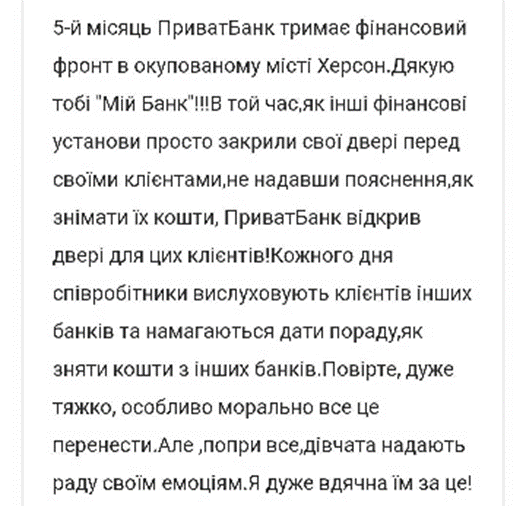 5-й місяць ПриватБанк тримає фінансовий
фронт в окупованому місті Херсон.Дякую
тобі "Мій Банк"!!!В той час,як інші фінансові
установи просто закрили свої двері перед
своїми клієнтами,не надавши пояснення,як
знімати їх кошти, ПриватБанк відкрив
двері для цих клієнтів!Кожного дня
співробітники вислуховують клієнтів інших
банків та намагаються дати пораду,як
зняти кошти з інших банків.Повірте, дуже
тяжко, особливо морально все це
перенести.Але ,попри все,дівчата надають
раду своїм емоціям.Я дуже вдячна їм за це!